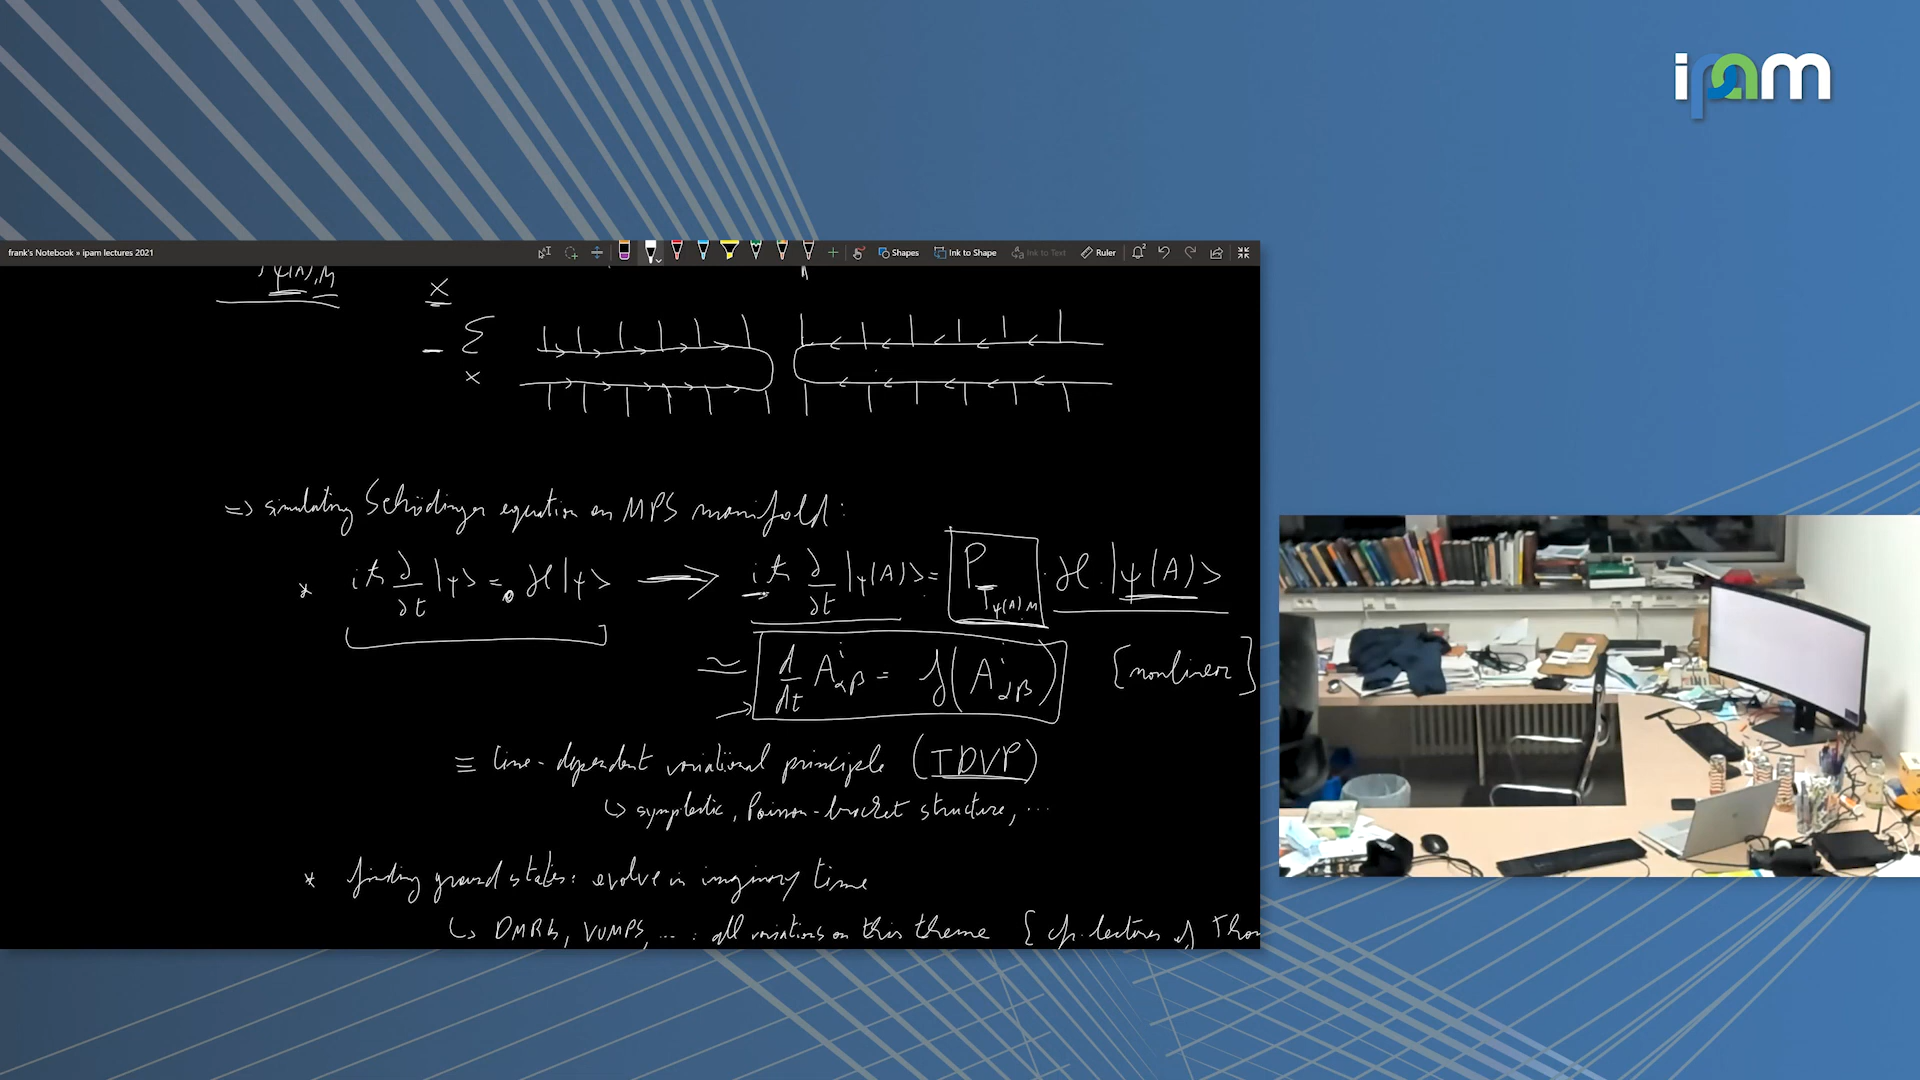 ipam
frank's Notebook » ipam lectures 2021
Shapes Ink to Shape Ink to Text Ruler
ψ(A), M
x
- Σ
x
=> simulating Schrödinger equation on MPS manifold:
* iℏ ∂/∂t |ψ> = ℋ|ψ> → iℏ ∂/∂t |ψ(A)> = P_{T_ψ(A) M} · ℋ · |ψ(A)>
≃ d/dt A^i_{αβ} = f(A^i_{αβ}) [nonlinear]
≡ time-dependent variational principle (TDVP)
↳ symplectic, Poisson-bracket structure, ...
* finding ground states: evolve in imaginary time
↳ DMRG, VUMPS, ... : all variations on this theme { cfr. lectures of